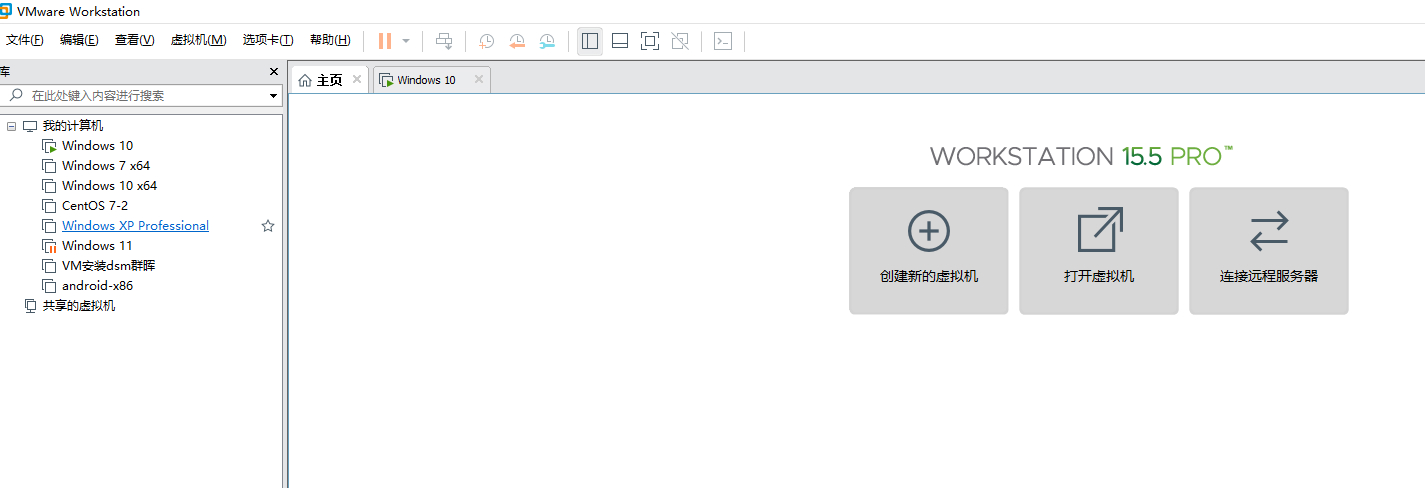 VMware Workstation
文件(F) 编辑(E) 查看(V) 虚拟机(M) 选项卡(T) 帮助(H)
库
主页
Windows 10
在此处键入内容进行搜索
我的计算机
Windows 10
Windows 7 x64
Windows 10 x64
CentOS 7-2
Windows XP Professional
Windows 11
VM安装dsm群晖
android-x86
共享的虚拟机
WORKSTATION 15.5 PRO™
创建新的虚拟机
打开虚拟机
连接远程服务器